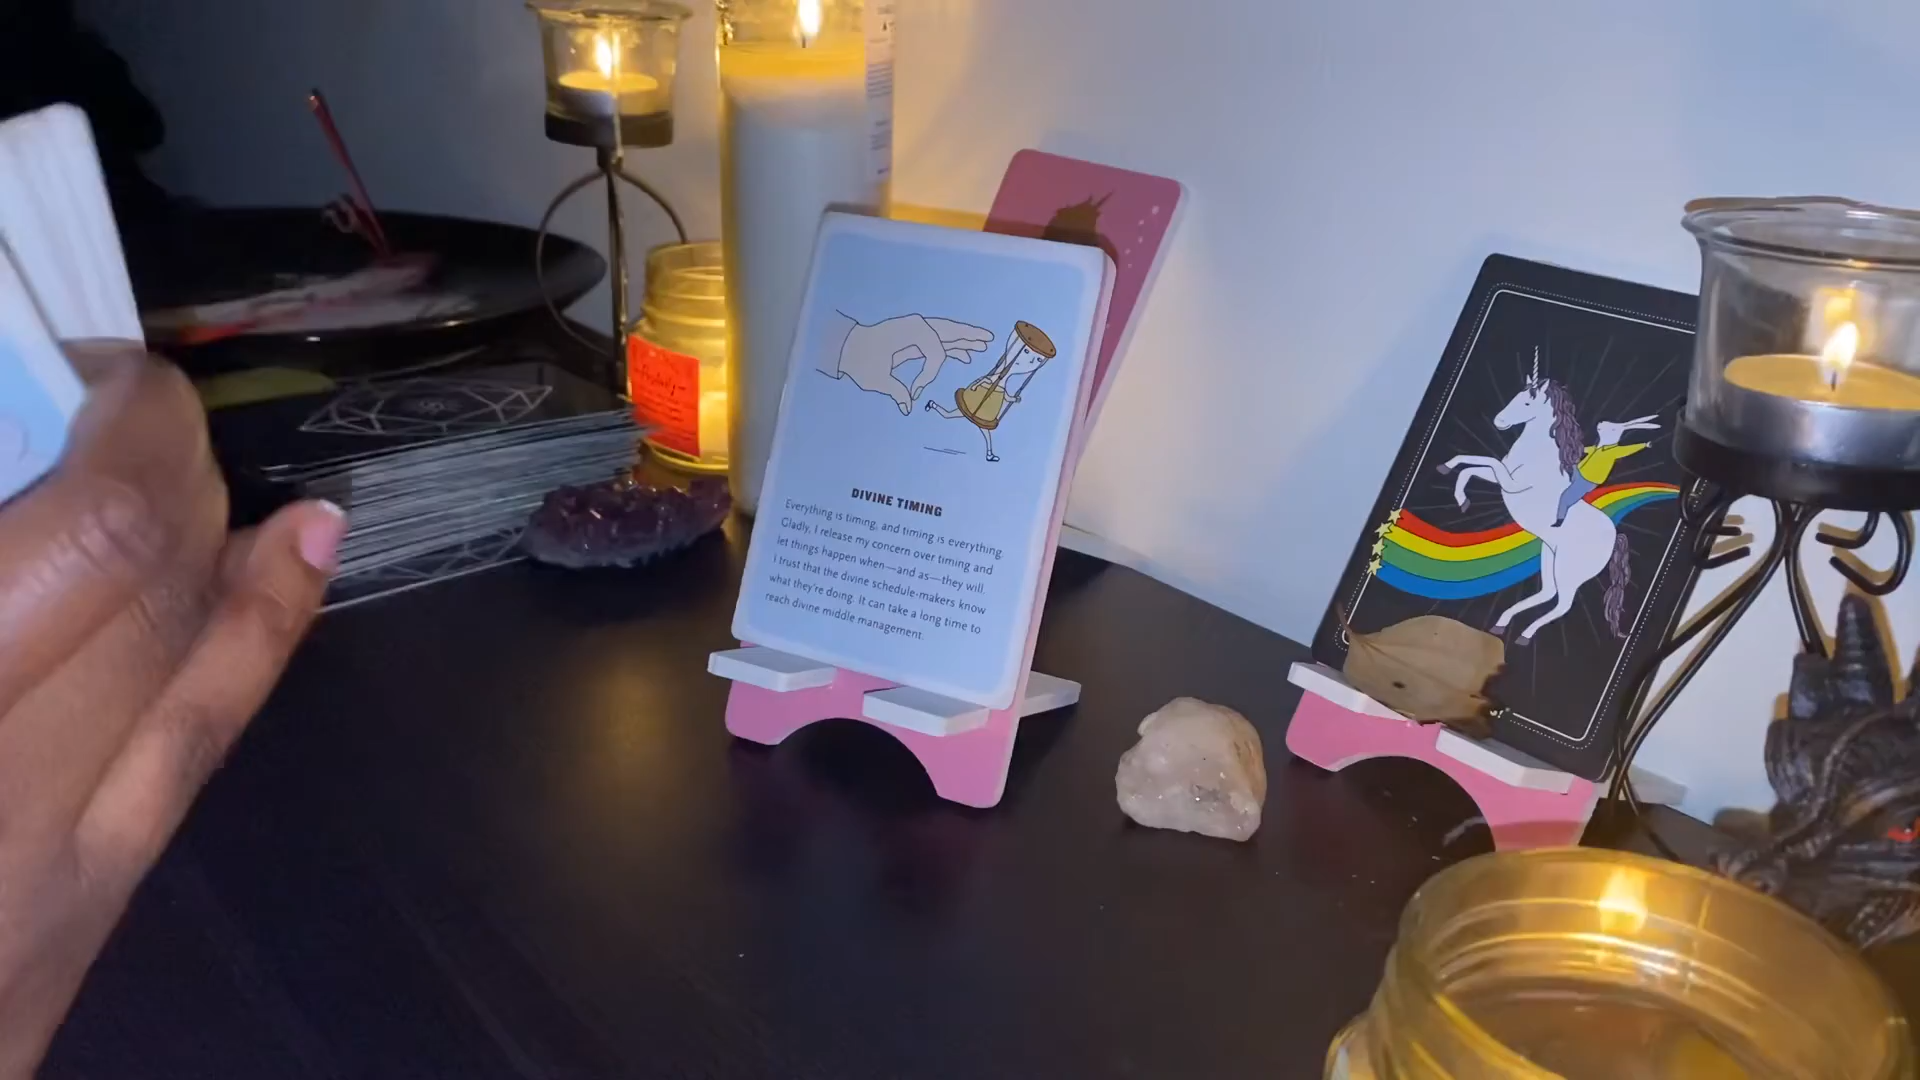 DIVINE TIMING
Everything is timing, and timing is everything.
Gladly, I release my concern over timing and
let things happen when—and as—they will.
I trust that the divine schedule-makers know
what they're doing. It can take a long time to
reach divine middle management.